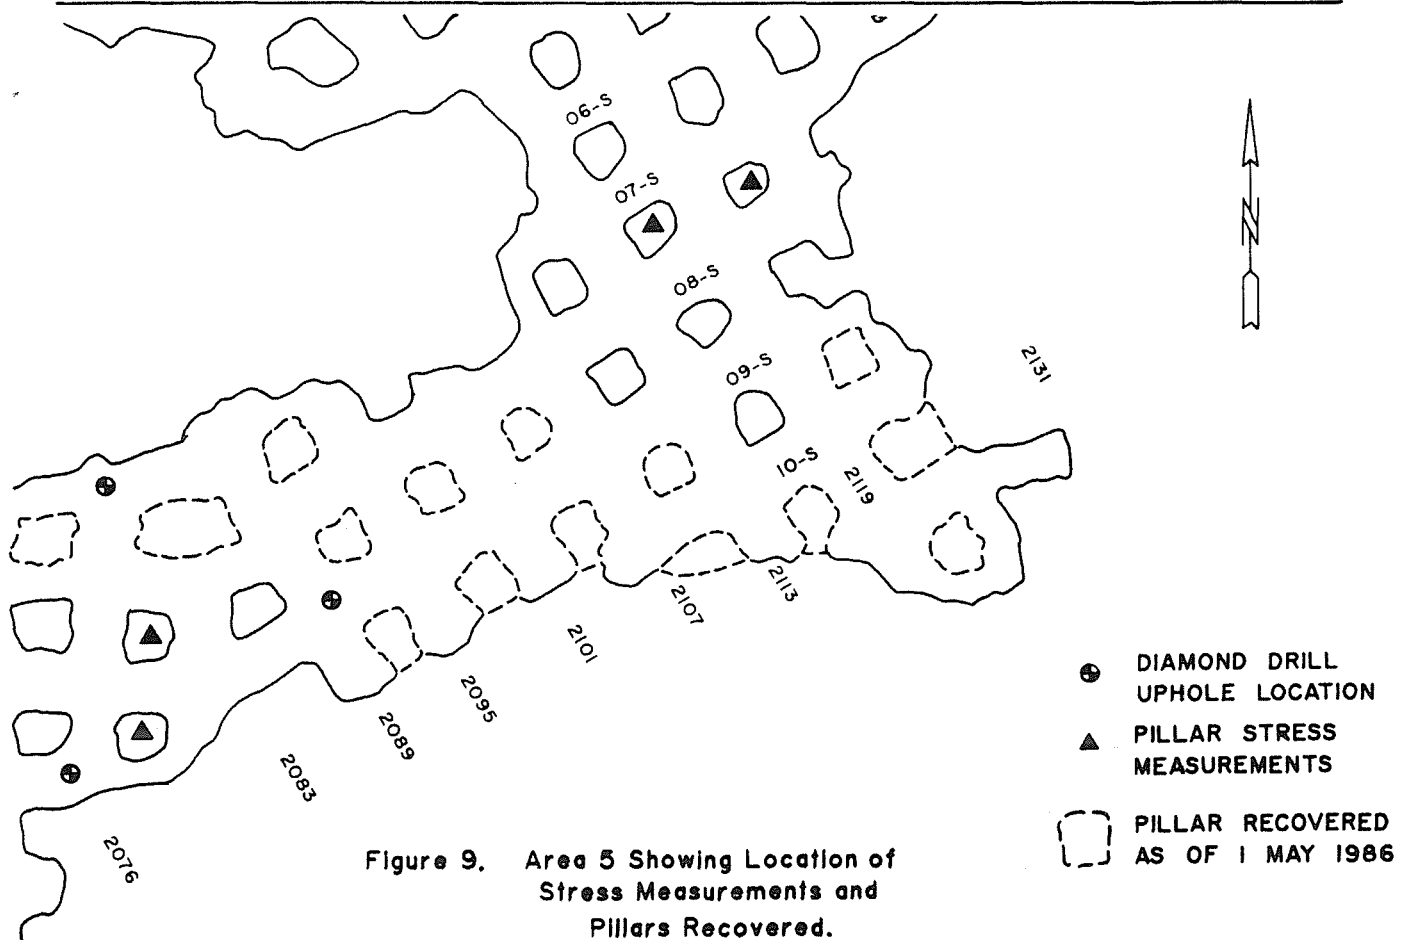 06-S
07-S
08-S
09-S
10-S
2131
2119
2113
2107
2101
2095
2089
2083
2076
N
DIAMOND DRILL
UPHOLE LOCATION
PILLAR STRESS
MEASUREMENTS
PILLAR RECOVERED
AS OF 1 MAY 1986
Figure 9. Area 5 Showing Location of
Stress Measurements and
Pillars Recovered.